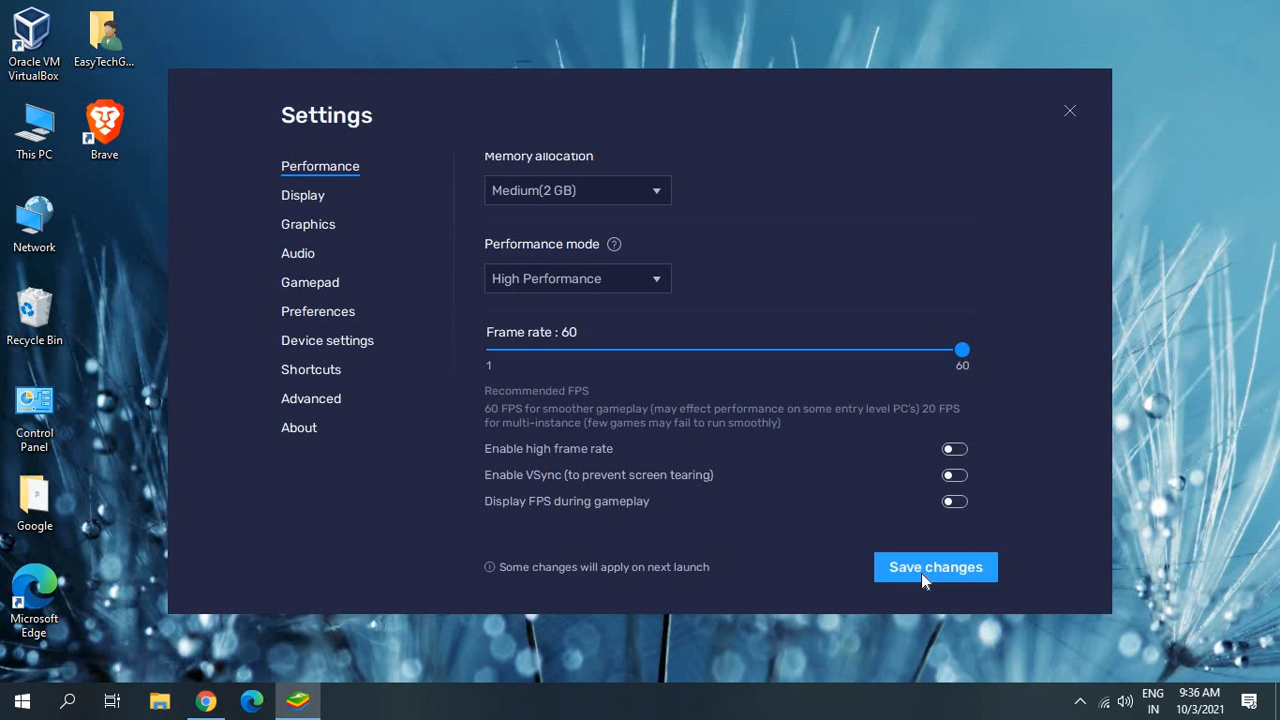 Oracle VM
VirtualBox
EasyTechG...
This PC
Brave
Network
Recycle Bin
Control
Panel
Google
Microsoft
Edge
Settings
Performance
Display
Graphics
Audio
Gamepad
Preferences
Device settings
Shortcuts
Advanced
About
Memory allocation
Medium(2 GB)
Performance mode ?
High Performance
Frame rate : 60
1 60
Recommended FPS
60 FPS for smoother gameplay (may effect performance on some entry level PC's) 20 FPS
for multi-instance (few games may fail to run smoothly)
Enable high frame rate
Enable VSync (to prevent screen tearing)
Display FPS during gameplay
Some changes will apply on next launch
Save changes
ENG
IN
9:36 AM
10/3/2021